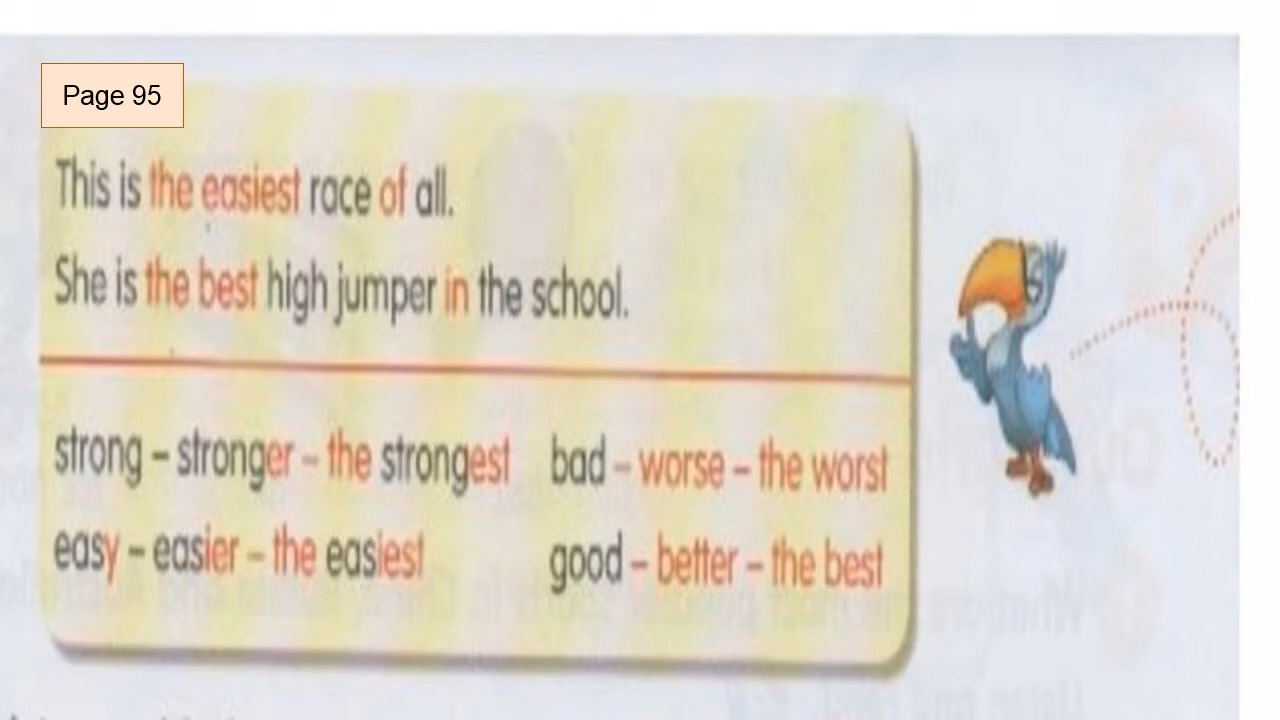 Page 95
This is the easiest race of all.
She is the best high jumper in the school.
strong – stronger – the strongest bad – worse – the worst
easy – easier – the easiest good – better – the best